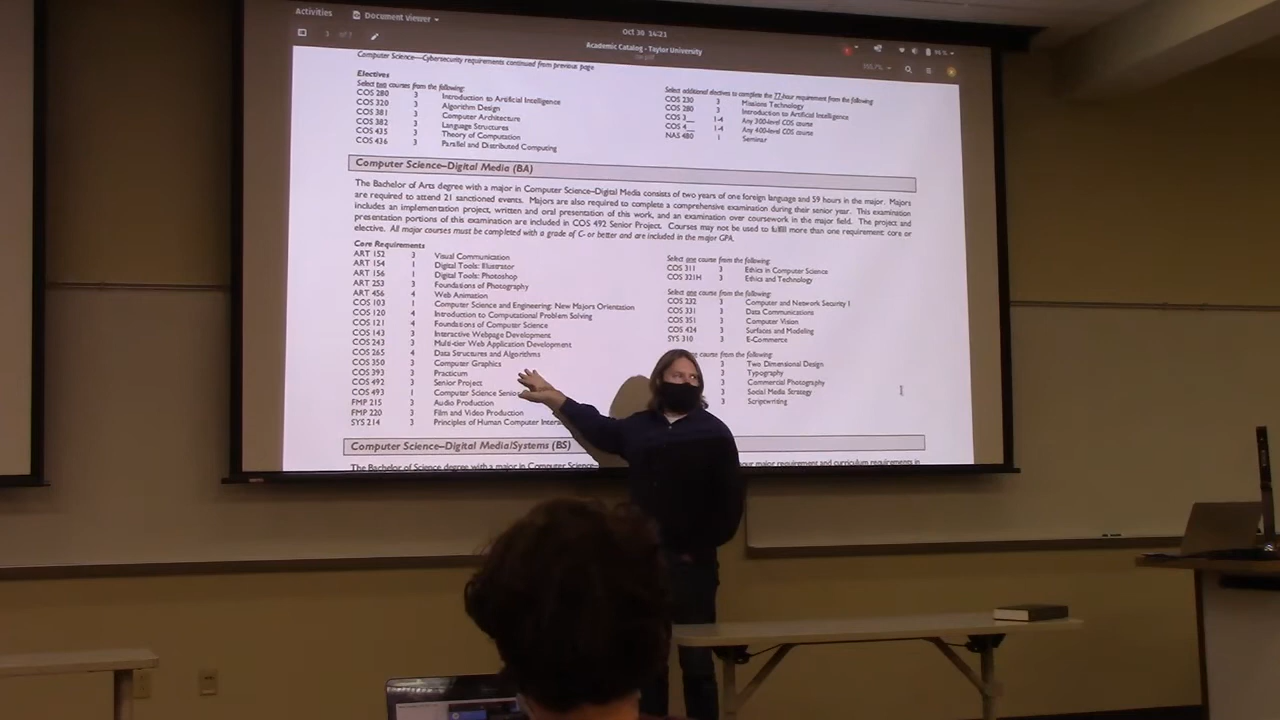 Activities
Document Viewer
Oct 30 14:21
Academic Catalog - Taylor University
Computer Science—Cybersecurity requirements continued from previous page
Electives
Select two courses from the following:
COS 280 3 Introduction to Artificial Intelligence
COS 320 3 Algorithm Design
COS 381 3 Computer Architecture
COS 382 3 Language Structures
COS 435 3 Theory of Computation
COS 436 3 Parallel and Distributed Computing
Select additional electives to complete the 77-hour requirement from the following:
COS 230 3 Missions Technology
COS 280 3 Introduction to Artificial Intelligence
COS 3__ 1-4 Any 300-level COS course
COS 4__ 1-4 Any 400-level COS course
NAS 480 1 Seminar
Computer Science–Digital Media (BA)
The Bachelor of Arts degree with a major in Computer Science–Digital Media consists of two years of one foreign language and 59 hours in the major. Majors
are required to attend 21 sanctioned events. Majors are also required to complete a comprehensive examination during their senior year. This examination
includes an implementation project, written and oral presentation of this work, and an examination over coursework in the major field. The project and
presentation portions of this examination are included in COS 492 Senior Project. Courses may not be used to fulfill more than one requirement: core or
elective. All major courses must be completed with a grade of C- or better and are included in the major GPA.
Core Requirements
ART 152 3 Visual Communication
ART 154 1 Digital Tools: Illustrator
ART 156 1 Digital Tools: Photoshop
ART 253 3 Foundations of Photography
ART 456 4 Web Animation
COS 103 1 Computer Science and Engineering: New Majors Orientation
COS 120 4 Introduction to Computational Problem Solving
COS 121 4 Foundations of Computer Science
COS 143 3 Interactive Webpage Development
COS 243 3 Multi-tier Web Application Development
COS 265 4 Data Structures and Algorithms
COS 350 3 Computer Graphics
COS 393 3 Practicum
COS 492 3 Senior Project
COS 493 1 Computer Science Senio
FMP 215 3 Audio Production
FMP 220 3 Film and Video Production
SYS 214 3 Principles of Human Computer Inter
Select one course from the following:
COS 311 3 Ethics in Computer Science
COS 321H 3 Ethics and Technology
Select one course from the following:
COS 232 3 Computer and Network Security I
COS 331 3 Data Communications
COS 351 3 Computer Vision
COS 424 3 Surfaces and Modeling
SYS 310 3 E-Commerce
course from the following:
3 Two Dimensional Design
3 Typography
3 Commercial Photography
3 Social Media Strategy
3 Scriptwriting
Computer Science–Digital Media/Systems (BS)
The Bachelor of Science degree with a major in Computer Science– our major requirement and curriculum requirements in